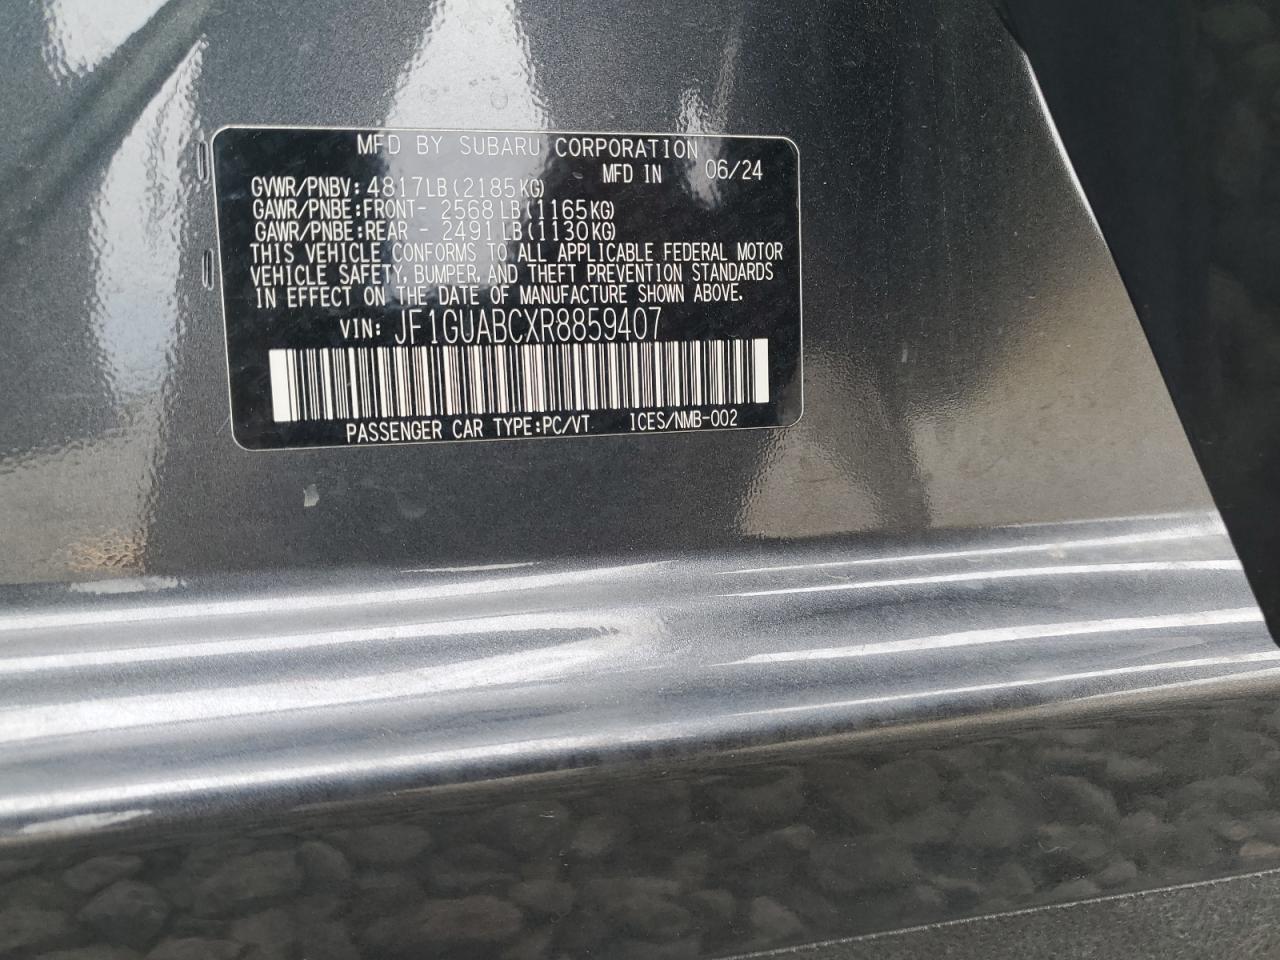 MFD BY SUBARU CORPORATION
MFD IN 06/24
GVWR/PNBV: 4817LB(2185KG)
GAWR/PNBE:FRONT- 2568LB(1165KG)
GAWR/PNBE:REAR - 2491LB(1130KG)
THIS VEHICLE CONFORMS TO ALL APPLICABLE FEDERAL MOTOR
VEHICLE SAFETY, BUMPER, AND THEFT PREVENTION STANDARDS
IN EFFECT ON THE DATE OF MANUFACTURE SHOWN ABOVE.
VIN: JF1GUABCXR8859407
PASSENGER CAR TYPE:PC/VT ICES/NMB-002